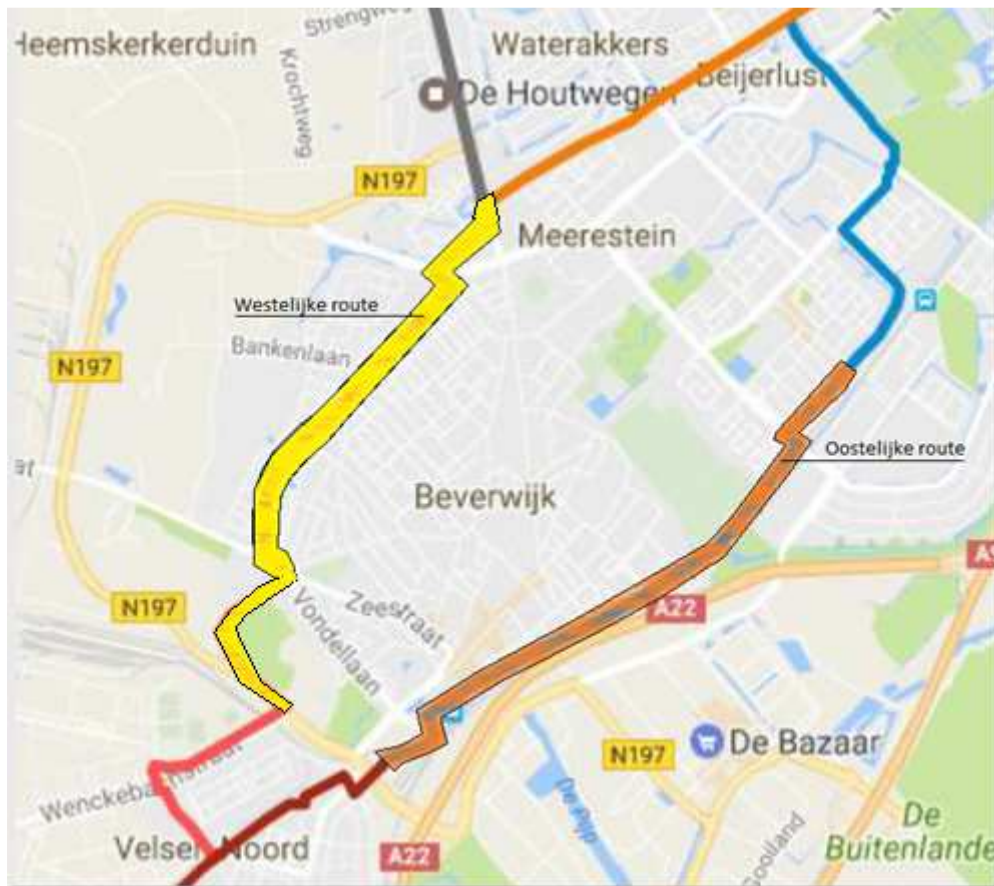 Strengweg
Heemskerkerduin
Waterakkers
Beijerlust
Krochtweg
De Houtwegen
N197
Meerestein
Westelijke route
Bankenlaan
N197
Oostelijke route
Beverwijk
A9
N197
Zeestraat
A22
Vondellaan
N197
De Bazaar
Wenckebachstraat
De Pijp
Velsen Noord
A22
Gooiland
De
Buitenlanden